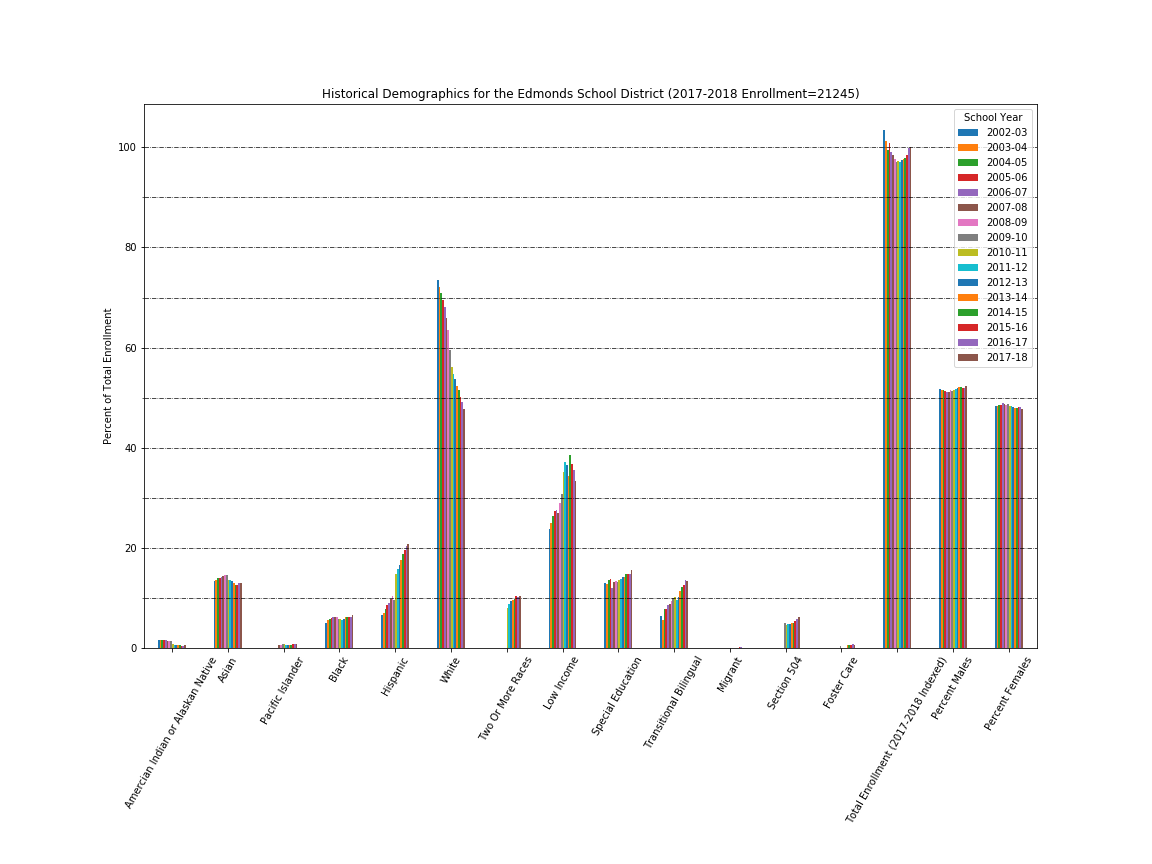 Historical Demographics for the Edmonds School District (2017-2018 Enrollment=21245)
Percent of Total Enrollment
100
80
60
40
20
0
School Year
2002-03
2003-04
2004-05
2005-06
2006-07
2007-08
2008-09
2009-10
2010-11
2011-12
2012-13
2013-14
2014-15
2015-16
2016-17
2017-18
Amercian Indian or Alaskan Native
Asian
Pacific Islander
Black
Hispanic
White
Two Or More Races
Low Income
Special Education
Transitional Bilingual
Migrant
Section 504
Foster Care
Total Enrollment (2017-2018 Indexed)
Percent Males
Percent Females